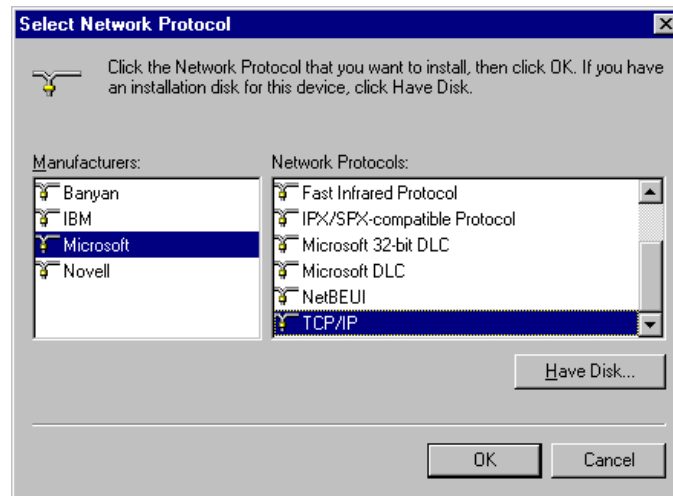 Select Network Protocol
Click the Network Protocol that you want to install, then click OK. If you have
an installation disk for this device, click Have Disk.
Manufacturers:
Banyan
IBM
Microsoft
Novell
Network Protocols:
Fast Infrared Protocol
IPX/SPX-compatible Protocol
Microsoft 32-bit DLC
Microsoft DLC
NetBEUI
TCP/IP
Have Disk...
OK
Cancel